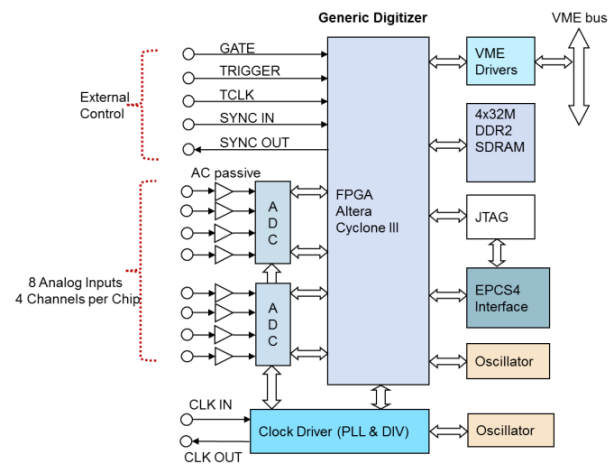 Generic Digitizer
VME bus
GATE
TRIGGER
TCLK
SYNC IN
SYNC OUT
External
Control
VME
Drivers
4x32M
DDR2
SDRAM
AC passive
A
D
C
FPGA
Altera
Cyclone III
JTAG
8 Analog Inputs
4 Channels per Chip
A
D
C
EPCS4
Interface
Oscillator
CLK IN
Clock Driver (PLL & DIV)
Oscillator
CLK OUT